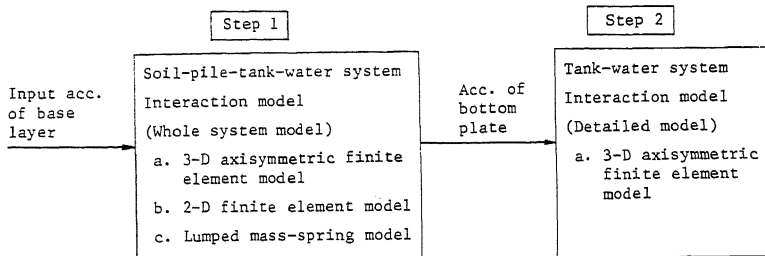 Step 1
Step 2
Input acc.
of base
layer
Soil-pile-tank-water system
Interaction model
(Whole system model)
a. 3-D axisymmetric finite
element model
b. 2-D finite element model
c. Lumped mass-spring model
Acc. of
bottom
plate
Tank-water system
Interaction model
(Detailed model)
a. 3-D axisymmetric
finite element
model